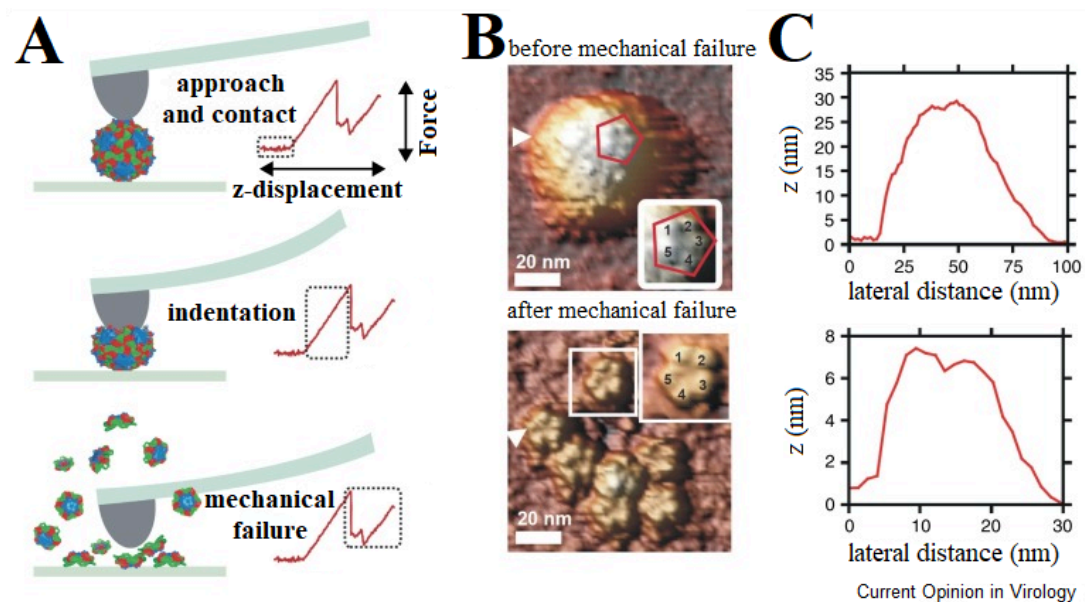 A
approach
and contact
Force
z-displacement
indentation
mechanical
failure
B
before mechanical failure
1
2
3
4
5
20 nm
after mechanical failure
1
2
3
4
5
20 nm
C
35
30
25
20
15
10
5
0
z (nm)
0 25 50 75 100
lateral distance (nm)
8
6
4
2
0
z (nm)
0 10 20 30
lateral distance (nm)
Current Opinion in Virology